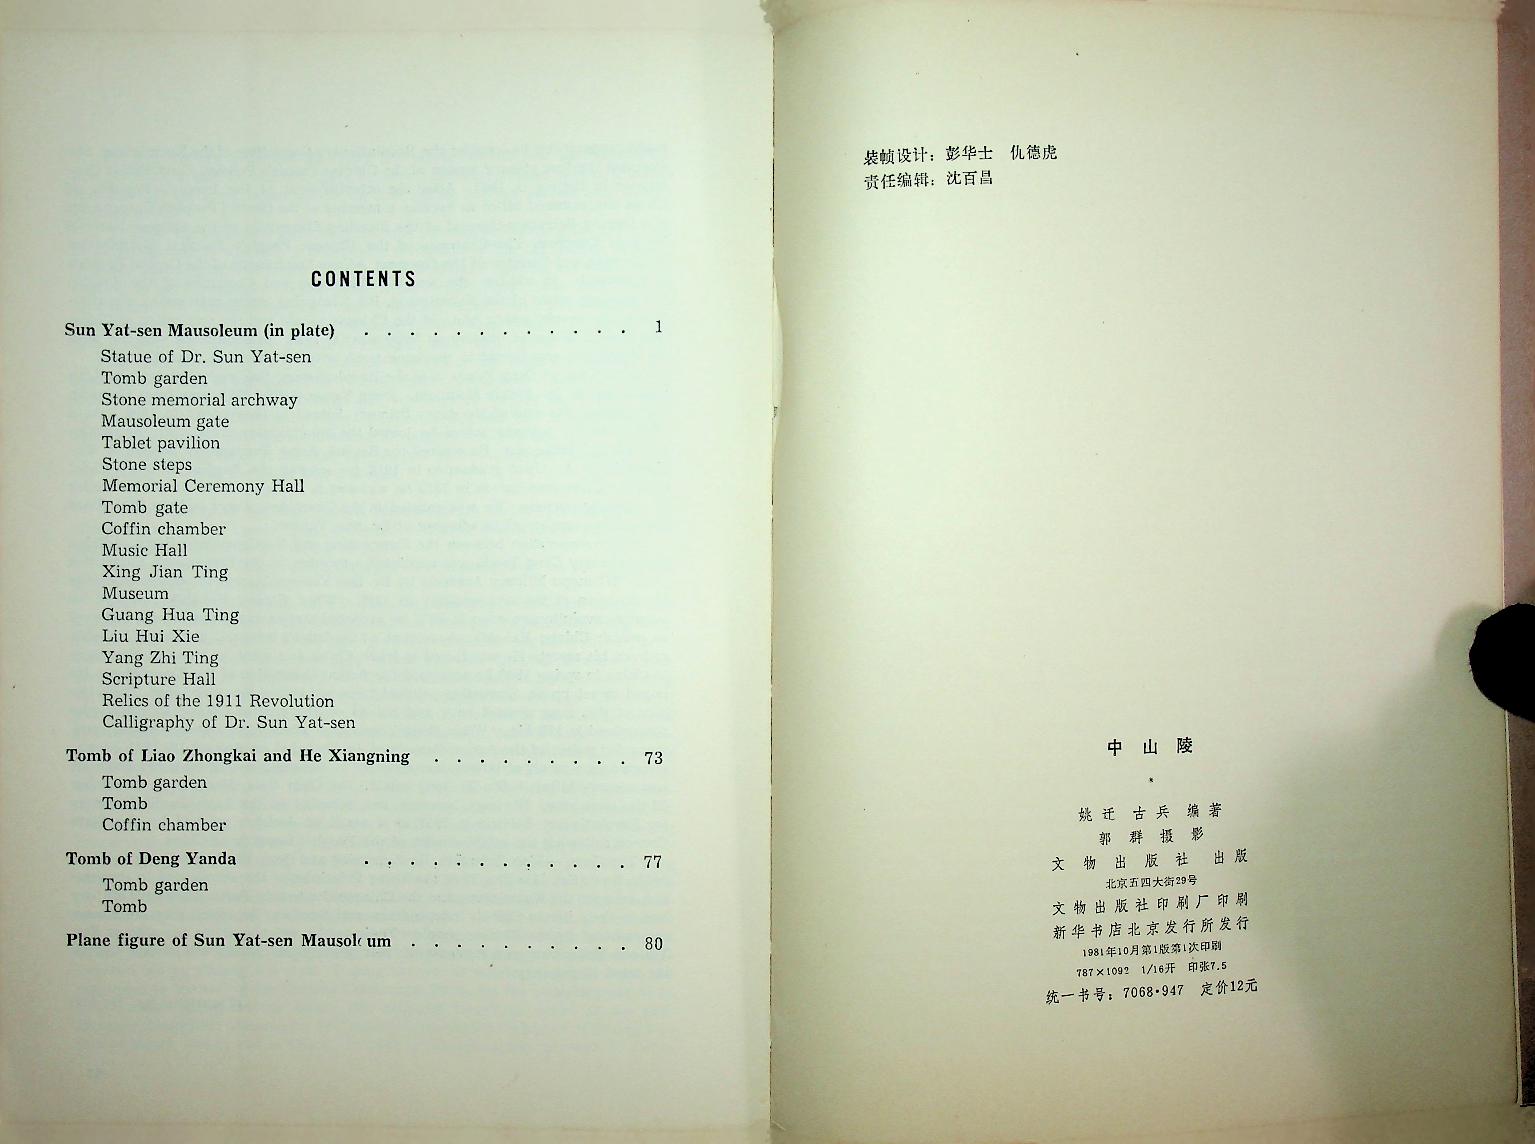 CONTENTS
Sun Yat-sen Mausoleum (in plate) . . . . . . . . . . . . 1
Statue of Dr. Sun Yat-sen
Tomb garden
Stone memorial archway
Mausoleum gate
Tablet pavilion
Stone steps
Memorial Ceremony Hall
Tomb gate
Coffin chamber
Music Hall
Xing Jian Ting
Museum
Guang Hua Ting
Liu Hui Xie
Yang Zhi Ting
Scripture Hall
Relics of the 1911 Revolution
Calligraphy of Dr. Sun Yat-sen
Tomb of Liao Zhongkai and He Xiangning . . . . . . . . . 73
Tomb garden
Tomb
Coffin chamber
Tomb of Deng Yanda . . . . . . . . . . . . 77
Tomb garden
Tomb
Plane figure of Sun Yat-sen Mausoleum . . . . . . . . . . 80
装帧设计：彭华士 仇德虎
责任编辑：沈百昌
中山陵
*
姚迁 古兵 编著
郭群 摄影
文物出版社 出版
北京五四大街29号
文物出版社印刷厂印刷
新华书店北京发行所发行
1981年10月第1版第1次印刷
787×1092 1/16开 印张7.5
统一书号：7068·947 定价12元